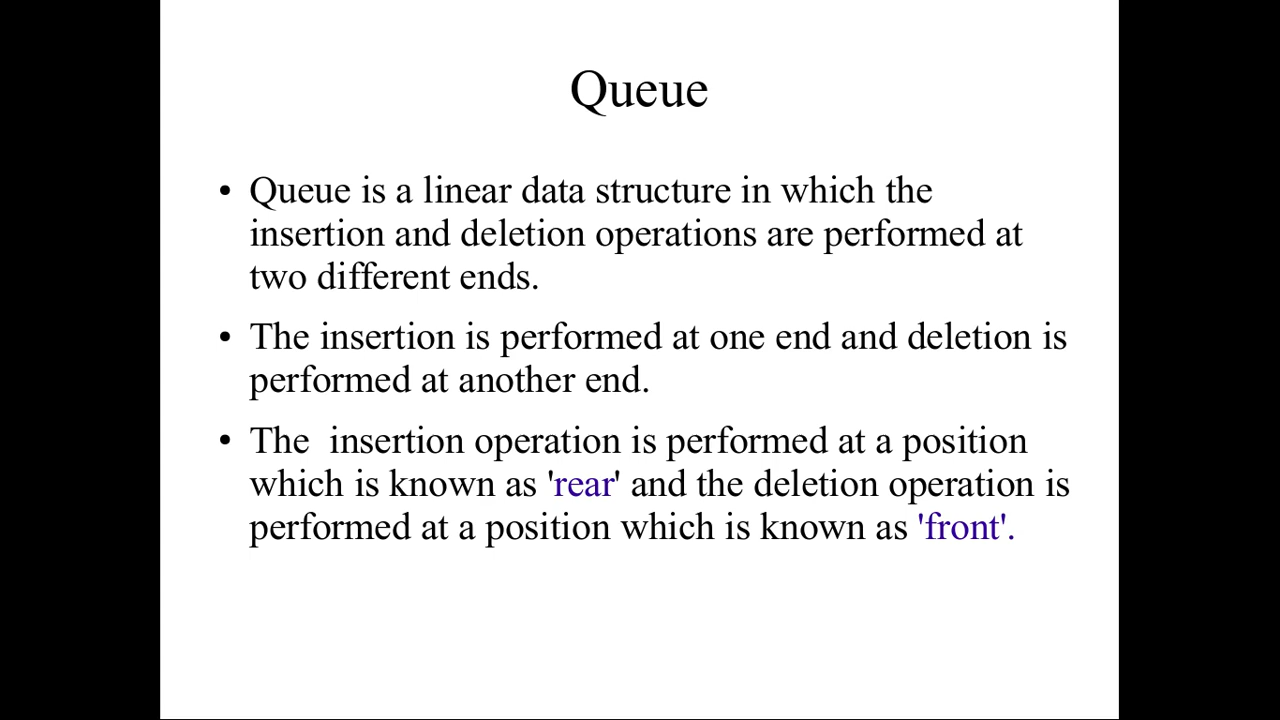 Queue
• Queue is a linear data structure in which the
insertion and deletion operations are performed at
two different ends.
• The insertion is performed at one end and deletion is
performed at another end.
• The  insertion operation is performed at a position
which is known as 'rear' and the deletion operation is
performed at a position which is known as 'front'.